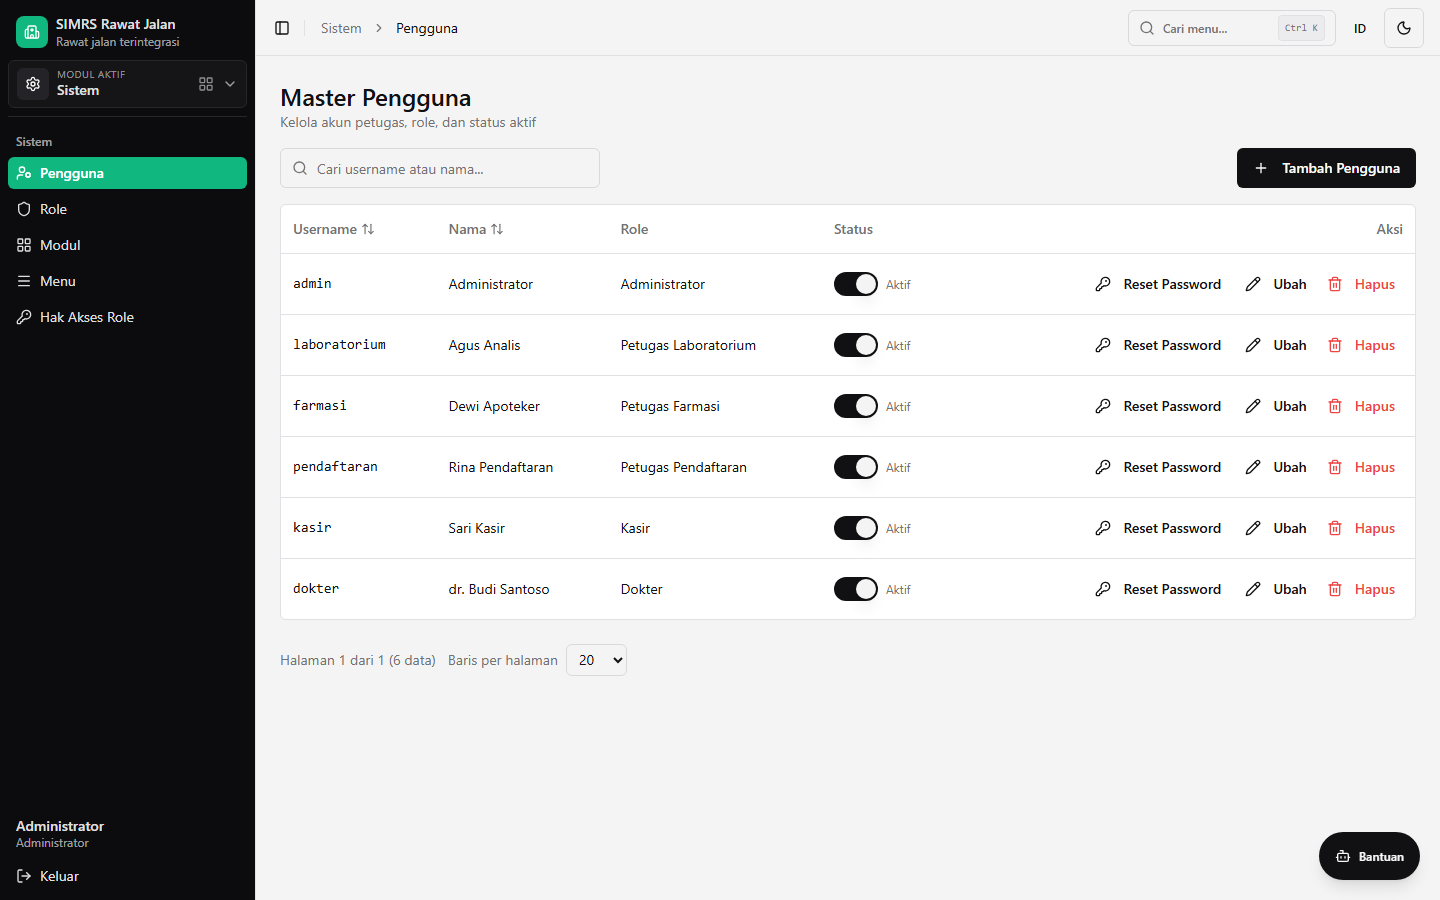 SIMRS Rawat Jalan
Rawat jalan terintegrasi
MODUL AKTIF
Sistem
Sistem
Pengguna
Role
Modul
Menu
Hak Akses Role
Administrator
Administrator
Keluar
Sistem > Pengguna
Cari menu... Ctrl K ID
Master Pengguna
Kelola akun petugas, role, dan status aktif
Cari username atau nama...
+ Tambah Pengguna
Username Nama Role Status Aksi
admin Administrator Administrator Aktif Reset Password Ubah Hapus
laboratorium Agus Analis Petugas Laboratorium Aktif Reset Password Ubah Hapus
farmasi Dewi Apoteker Petugas Farmasi Aktif Reset Password Ubah Hapus
pendaftaran Rina Pendaftaran Petugas Pendaftaran Aktif Reset Password Ubah Hapus
kasir Sari Kasir Kasir Aktif Reset Password Ubah Hapus
dokter dr. Budi Santoso Dokter Aktif Reset Password Ubah Hapus
Halaman 1 dari 1 (6 data) Baris per halaman 20
Bantuan